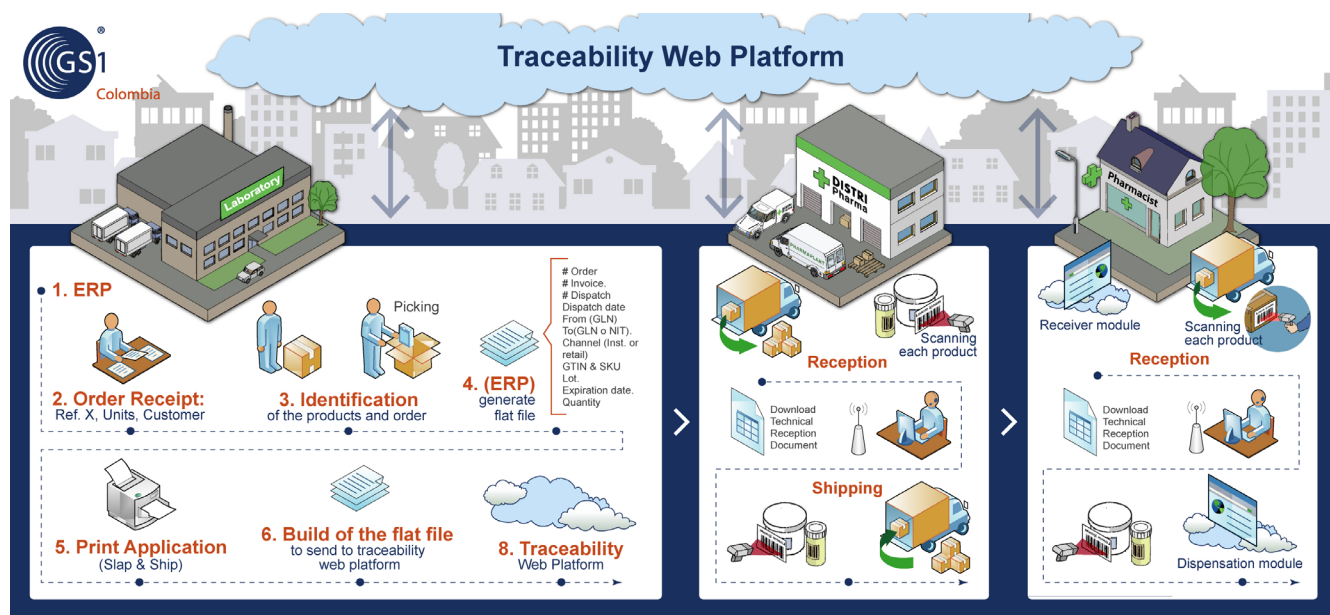 GS1
®
Colombia
Traceability Web Platform
Laboratory
DISTRI
Pharma
PHARMAPLANT
Pharmacist
1. ERP
2. Order Receipt:
Ref. X, Units, Customer
Picking
3. Identification
of the products and order
4. (ERP)
generate
flat file
# Order
# Invoice.
# Dispatch
Dispatch date
From (GLN)
To(GLN o NIT).
Channel (Inst. or
retail)
GTIN & SKU
Lot.
Expiration date.
Quantity
5. Print Application
(Slap & Ship)
6. Build of the flat file
to send to traceability
web platform
8. Traceability
Web Platform
Scanning
each product
Reception
Download
Technical
Reception
Document
Shipping
Receiver module
Scanning
each product
Reception
Download
Technical
Reception
Document
Dispensation module